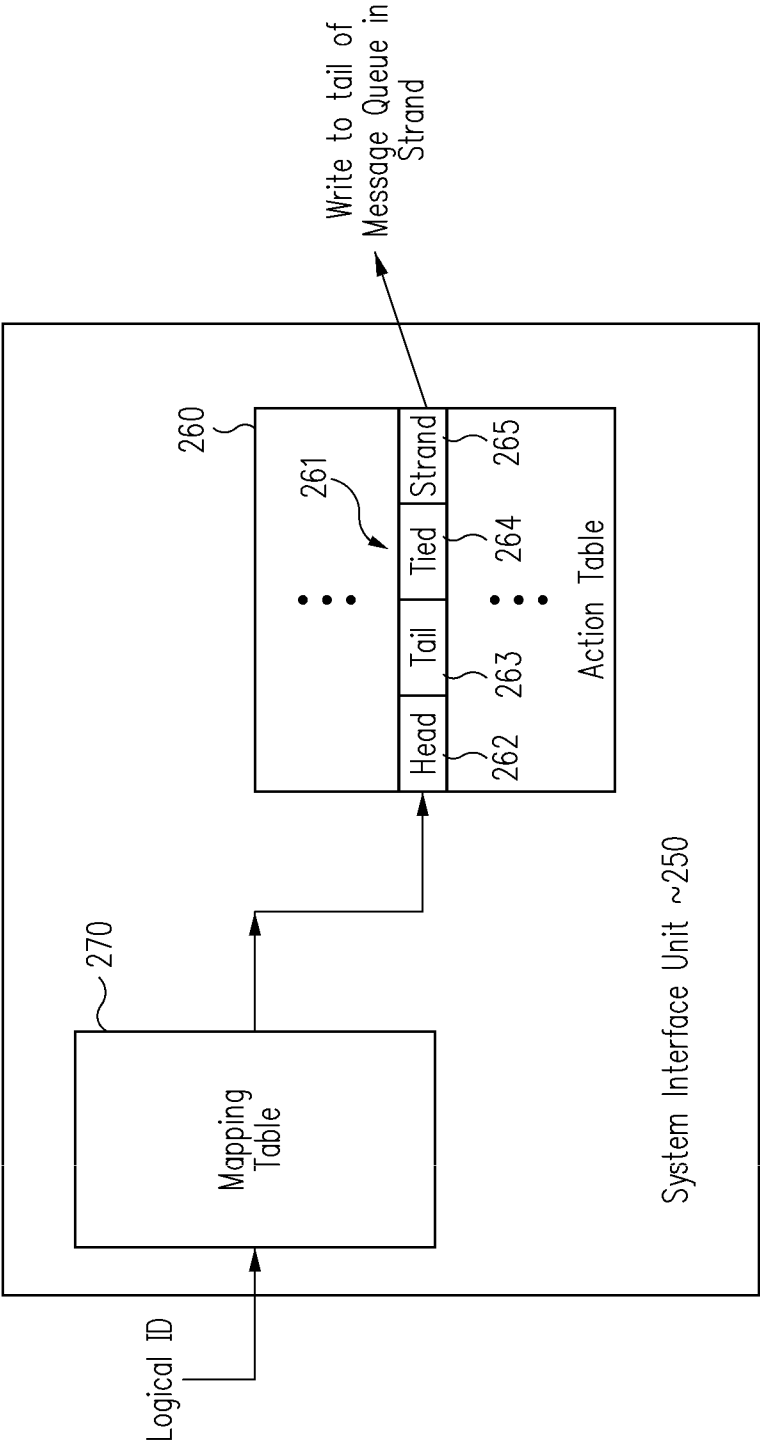 Logical ID
270
Mapping
Table
System Interface Unit ~250
260
261
Head
Tail
Tied
Strand
262
263
264
265
Action Table
Write to tail of
Message Queue in
Strand